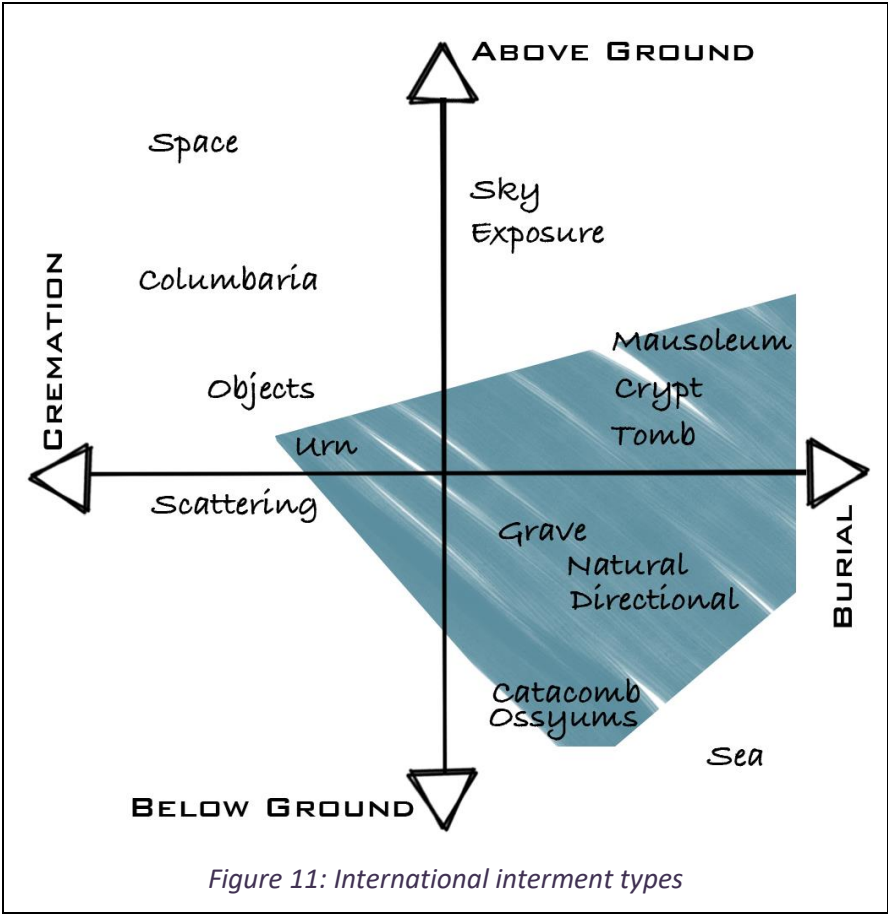 ABOVE GROUND
Space
Sky
Exposure
Columbaria
CREMATION
Mausoleum
Objects
Crypt
Urn
Tomb
Scattering
Grave
Natural
Directional
BURIAL
Catacomb
Ossyums
Sea
BELOW GROUND
Figure 11: International interment types